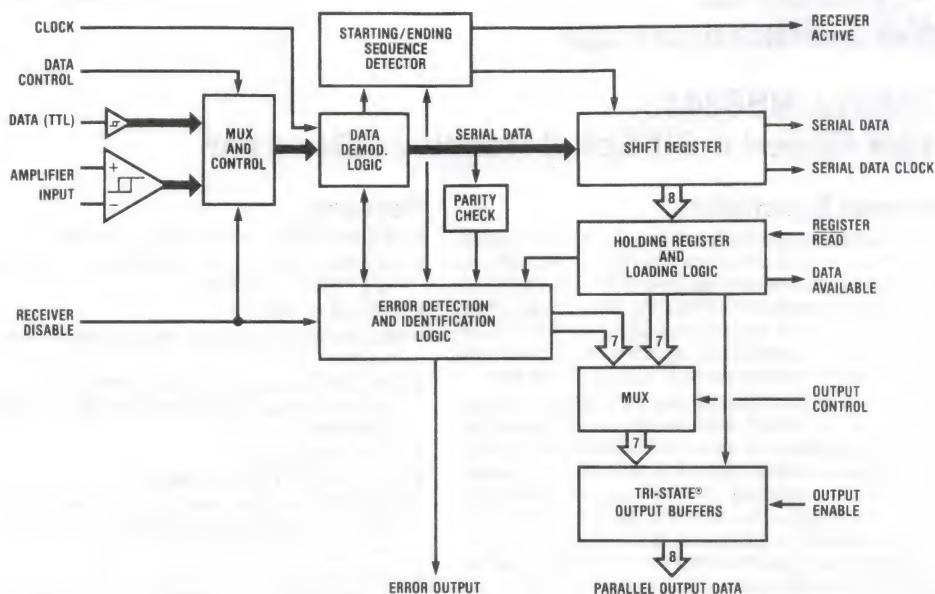 CLOCK
DATA
CONTROL
DATA (TTL)
AMPLIFIER
INPUT
+
−
RECEIVER
DISABLE
MUX
AND
CONTROL
STARTING/ENDING
SEQUENCE
DETECTOR
DATA
DEMOD.
LOGIC
SERIAL DATA
PARITY
CHECK
ERROR DETECTION
AND IDENTIFICATION
LOGIC
ERROR OUTPUT
RECEIVER
ACTIVE
SHIFT REGISTER
SERIAL DATA
SERIAL DATA CLOCK
8
HOLDING REGISTER
AND
LOADING LOGIC
REGISTER
READ
DATA
AVAILABLE
7
7
MUX
OUTPUT
CONTROL
7
TRI-STATE®
OUTPUT BUFFERS
OUTPUT
ENABLE
8
PARALLEL OUTPUT DATA